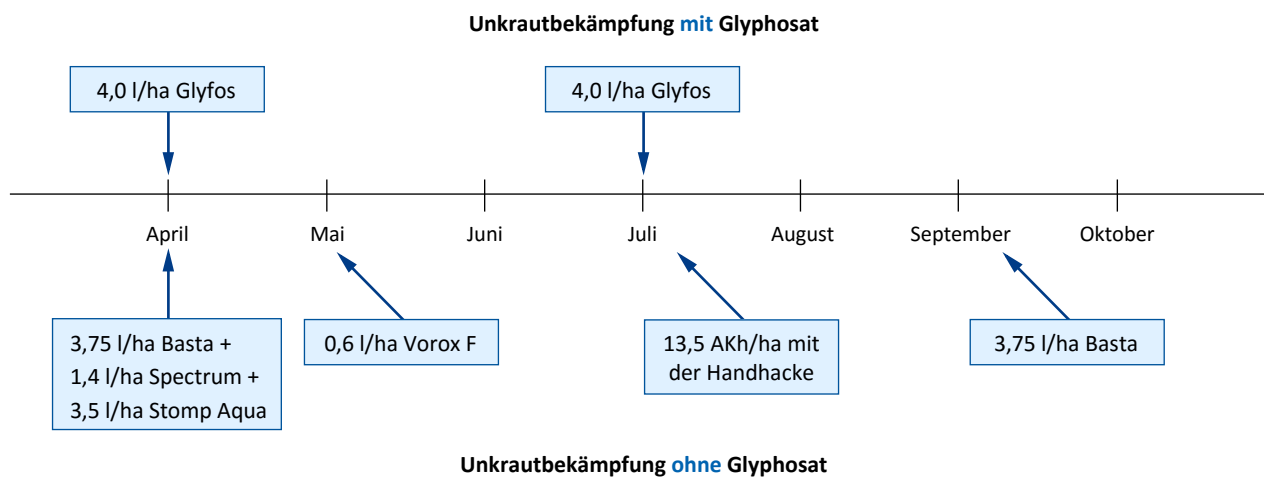 Unkrautbekämpfung mit Glyphosat
4,0 l/ha Glyfos
4,0 l/ha Glyfos
April
Mai
Juni
Juli
August
September
Oktober
3,75 l/ha Basta +
1,4 l/ha Spectrum +
3,5 l/ha Stomp Aqua
0,6 l/ha Vorox F
13,5 AKh/ha mit
der Handhacke
3,75 l/ha Basta
Unkrautbekämpfung ohne Glyphosat